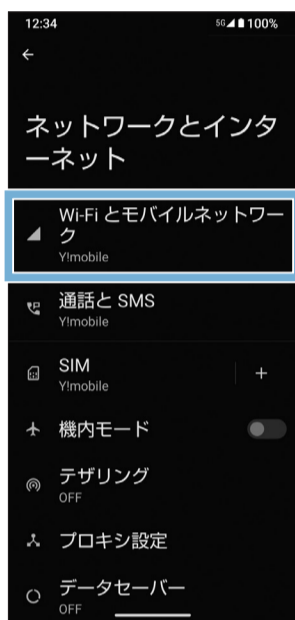 12:34
5G 100%
ネットワークとインタ
ーネット
Wi-Fi とモバイルネットワー
ク
Y!mobile
通話と SMS
Y!mobile
SIM
Y!mobile
機内モード
テザリング
OFF
プロキシ設定
データセーバー
OFF